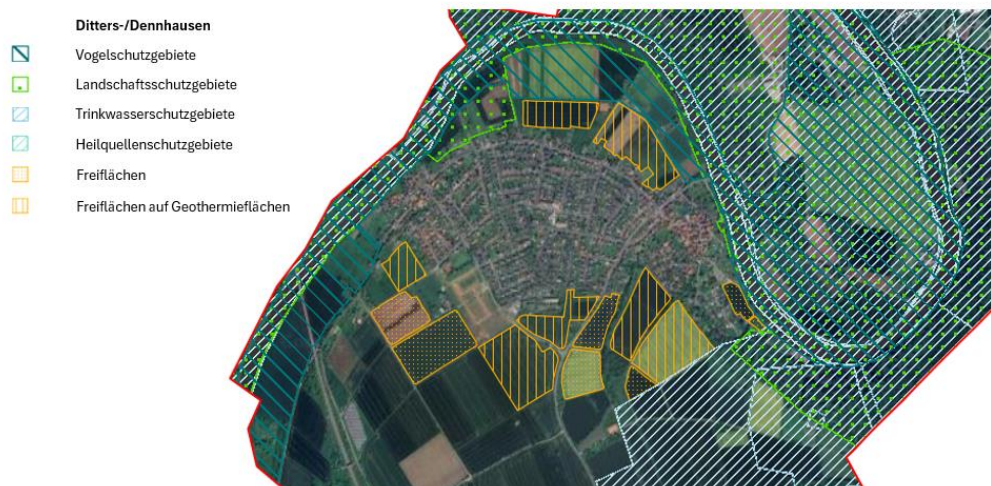 Ditters-/Dennhausen
Vogelschutzgebiete
Landschaftsschutzgebiete
Trinkwasserschutzgebiete
Heilquellenschutzgebiete
Freiflächen
Freiflächen auf Geothermieflächen